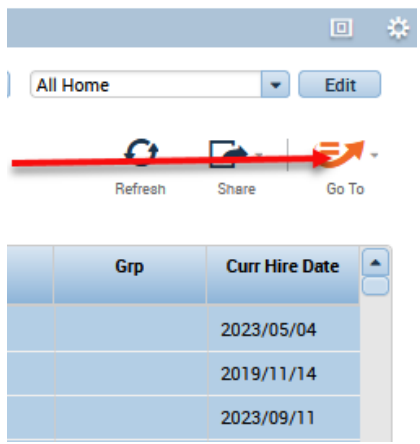 All Home Edit
Refresh Share Go To
Grp Curr Hire Date
2023/05/04
2019/11/14
2023/09/11